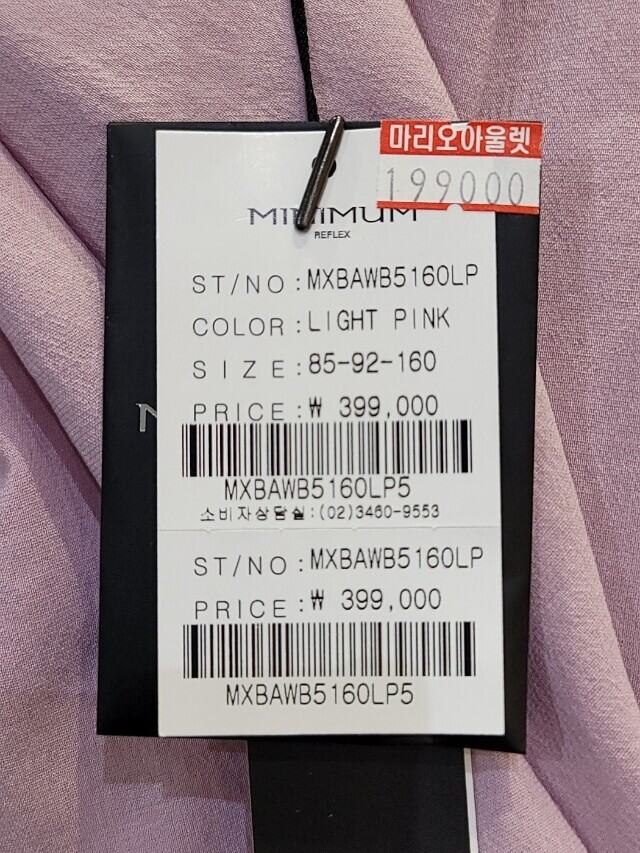 마리오아울렛
199000
MINIMUM
REFLEX
ST/NO : MXBAWB5160LP
COLOR : LIGHT PINK
SIZE : 85-92-160
PRICE : ₩ 399,000
MXBAWB5160LP5
소비자상담실:(02)3460-9553
ST/NO : MXBAWB5160LP
PRICE : ₩ 399,000
MXBAWB5160LP5